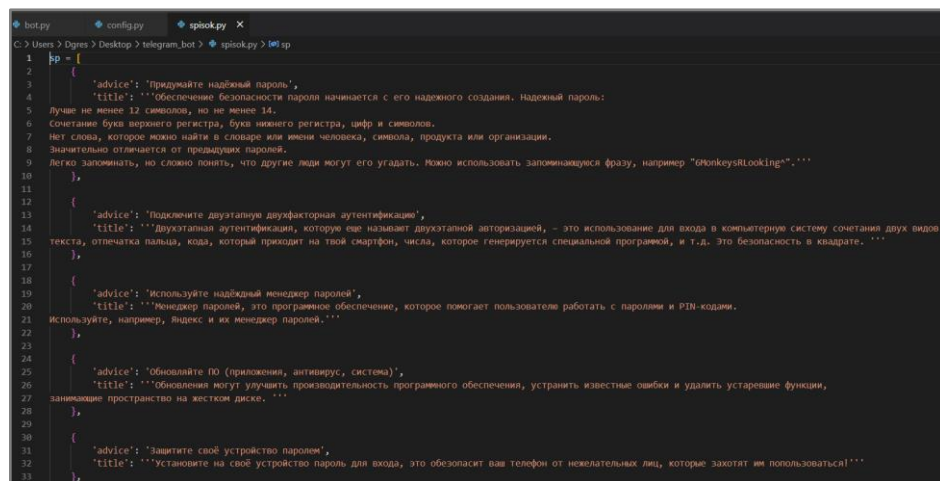 bot.py config.py spisok.py X
C: > Users > Dgres > Desktop > telegram_bot > spisok.py > sp
1 sp = [
2 {
3 'advice': 'Придумайте надёжный пароль',
4 'title': '''Обеспечение безопасности пароля начинается с его надежного создания. Надежный пароль:
5 Лучше не менее 12 символов, но не менее 14.
6 Сочетание букв верхнего регистра, букв нижнего регистра, цифр и символов.
7 Нет слова, которое можно найти в словаре или имени человека, символа, продукта или организации.
8 Значительно отличается от предыдущих паролей.
9 Легко запоминать, но сложно понять, что другие люди могут его угадать. Можно использовать запоминающуюся фразу, например "6MonkeysRLooking^".'''
10 },
11
12 {
13 'advice': 'Подключите двуэтапную двухфакторная аутентификацию',
14 'title': '''Двухэтапная аутентификация, которую еще называют двухэтапной авторизацией, – это использование для входа в компьютерную систему сочетания двух видов
15 текста, отпечатка пальца, кода, который приходит на твой смартфон, числа, которое генерируется специальной программой, и т.д. Это безопасность в квадрате. '''
16 },
17
18 {
19 'advice': 'Используйте надёждный менеджер паролей',
20 'title': '''Менеджер паролей, это программное обеспечение, которое помогает пользователю работать с паролями и PIN-кодами.
21 Используйте, например, Яндекс и их менеджер паролей.'''
22 },
23
24 {
25 'advice': 'Обновляйте ПО (приложения, антивирус, система)',
26 'title': '''Обновления могут улучшить производительность программного обеспечения, устранить известные ошибки и удалить устаревшие функции,
27 занимающие пространство на жестком диске. '''
28 },
29
30 {
31 'advice': 'Защитите своё устройство паролем',
32 'title': '''Установите на своё устройство пароль для входа, это обезопасит ваш телефон от нежелательных лиц, которые захотят им попользоваться!'''
33 },